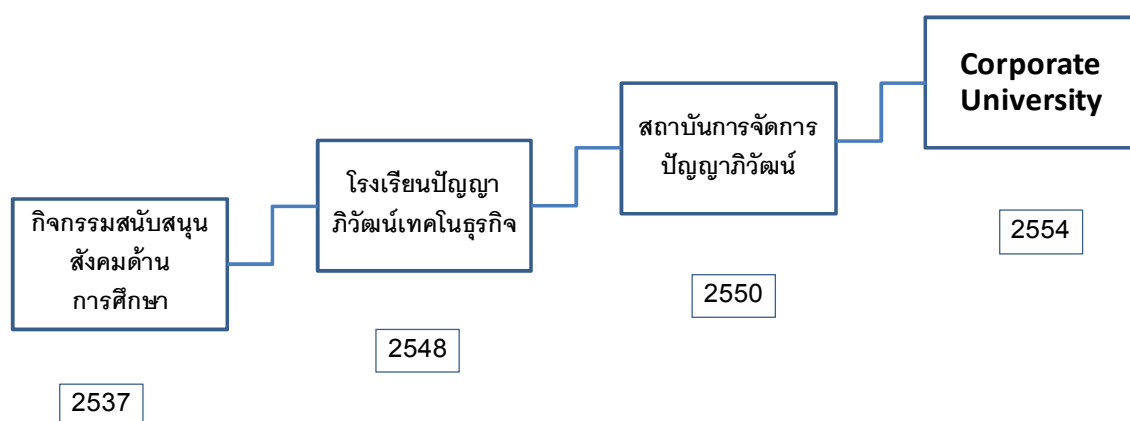 กิจกรรมสนับสนุน
สังคมด้าน
การศึกษา
2537
โรงเรียนปัญญา
ภิวัฒน์เทคโนธุรกิจ
2548
สถาบันการจัดการ
ปัญญาภิวัฒน์
2550
Corporate
University
2554